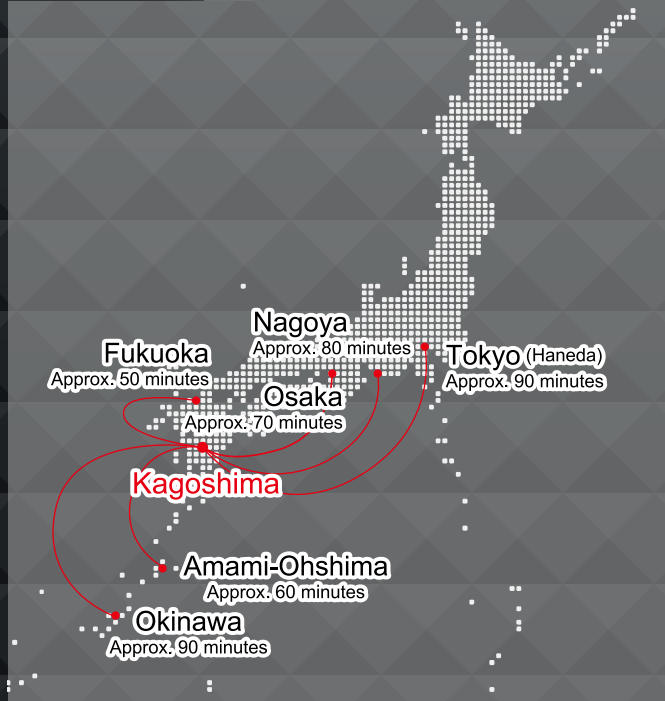 Nagoya
Approx. 80 minutes
Fukuoka
Approx. 50 minutes
Tokyo (Haneda)
Approx. 90 minutes
Osaka
Approx. 70 minutes
Kagoshima
Amami-Ohshima
Approx. 60 minutes
Okinawa
Approx. 90 minutes